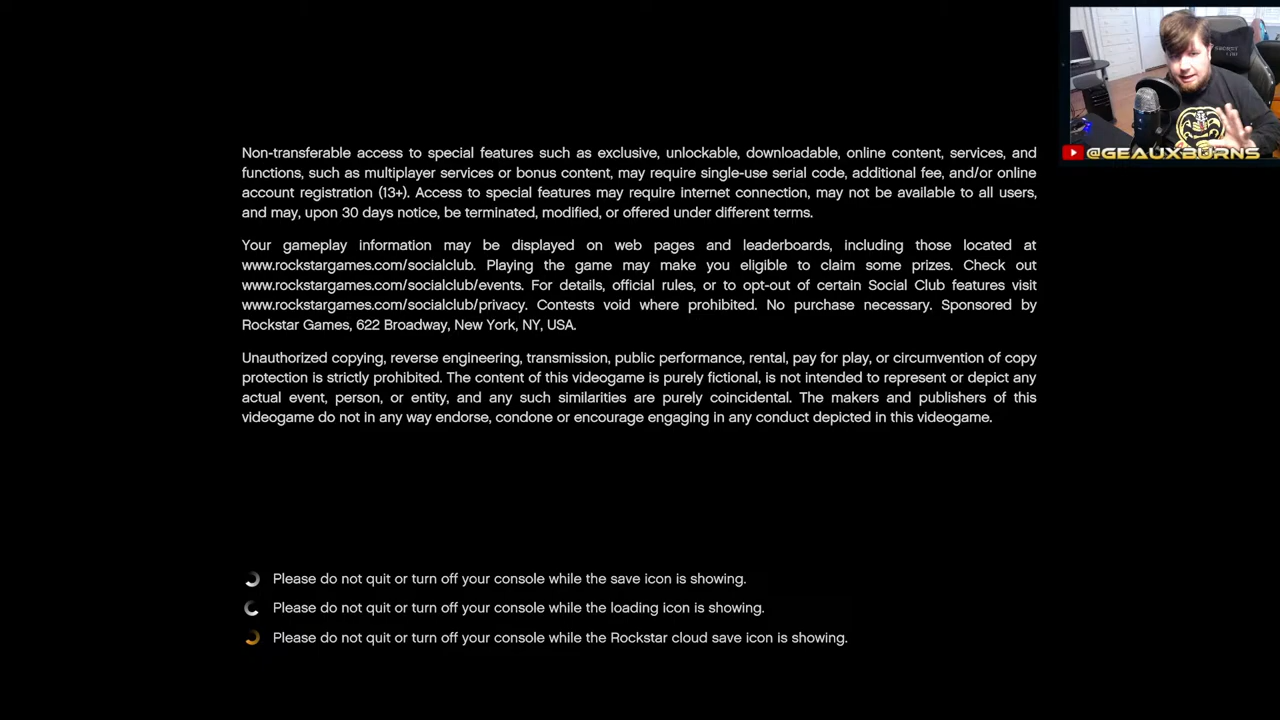 Non-transferable access to special features such as exclusive, unlockable, downloadable, online content, services, and
functions, such as multiplayer services or bonus content, may require single-use serial code, additional fee, and/or online
account registration (13+). Access to special features may require internet connection, may not be available to all users,
and may, upon 30 days notice, be terminated, modified, or offered under different terms.
Your gameplay information may be displayed on web pages and leaderboards, including those located at
www.rockstargames.com/socialclub. Playing the game may make you eligible to claim some prizes. Check out
www.rockstargames.com/socialclub/events. For details, official rules, or to opt-out of certain Social Club features visit
www.rockstargames.com/socialclub/privacy. Contests void where prohibited. No purchase necessary. Sponsored by
Rockstar Games, 622 Broadway, New York, NY, USA.
Unauthorized copying, reverse engineering, transmission, public performance, rental, pay for play, or circumvention of copy
protection is strictly prohibited. The content of this videogame is purely fictional, is not intended to represent or depict any
actual event, person, or entity, and any such similarities are purely coincidental. The makers and publishers of this
videogame do not in any way endorse, condone or encourage engaging in any conduct depicted in this videogame.
Please do not quit or turn off your console while the save icon is showing.
Please do not quit or turn off your console while the loading icon is showing.
Please do not quit or turn off your console while the Rockstar cloud save icon is showing.
@GEAUXBURNS